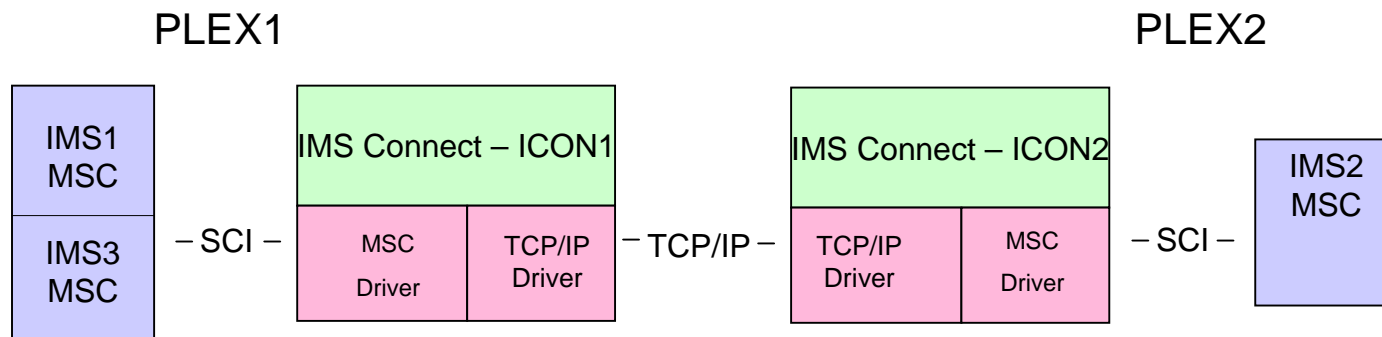 PLEX1
PLEX2
IMS1
MSC
IMS3
MSC
– SCI –
IMS Connect – ICON1
MSC
Driver
TCP/IP
Driver
– TCP/IP –
IMS Connect – ICON2
TCP/IP
Driver
MSC
Driver
– SCI –
IMS2
MSC